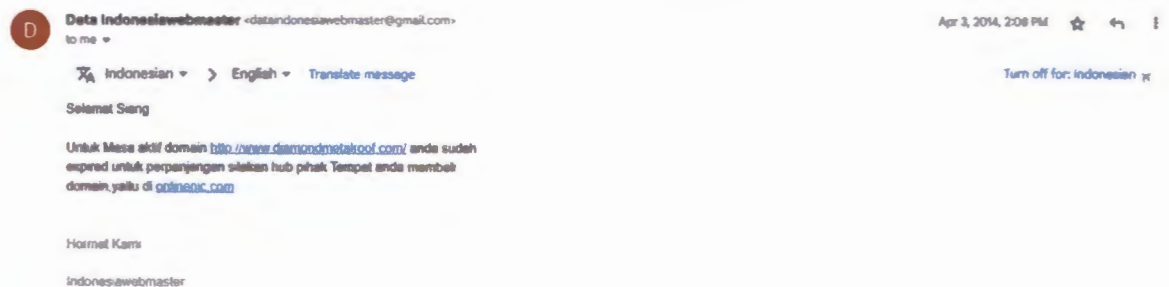 D
Data Indonesiawebmaster <dataindonesiawebmaster@gmail.com>
Apr 3, 2014, 2:08 PM
to me
Indonesian > English Translate message
Turn off for: Indonesian x
Selamat Siang
Untuk Masa aktif domain http://www.diamondmetalroof.com/ anda sudah
expired untuk perpanjangan silakan hub pihak Tempat anda membeli
domain,yaitu di onlinenic.com
Hormat Kami
Indonesiawebmaster